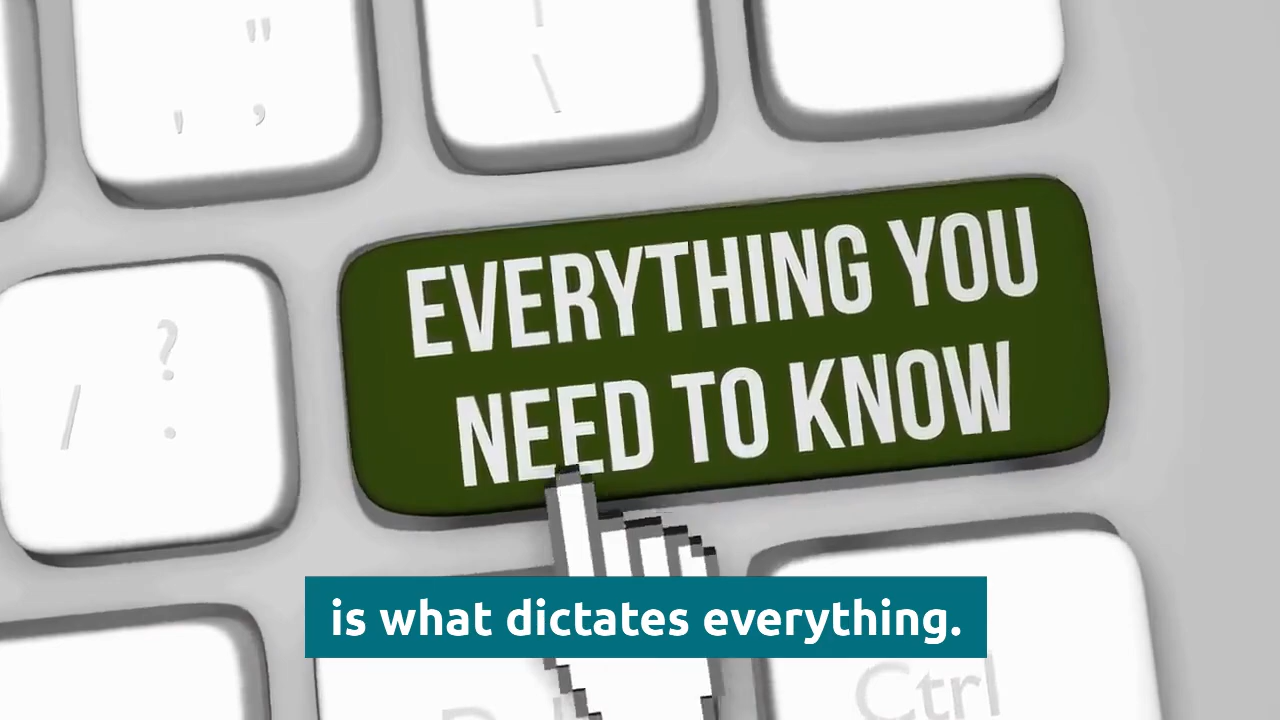 "
' ,
|
\
EVERYTHING YOU
NEED TO KNOW
?
/ .
is what dictates everything.
Ctrl